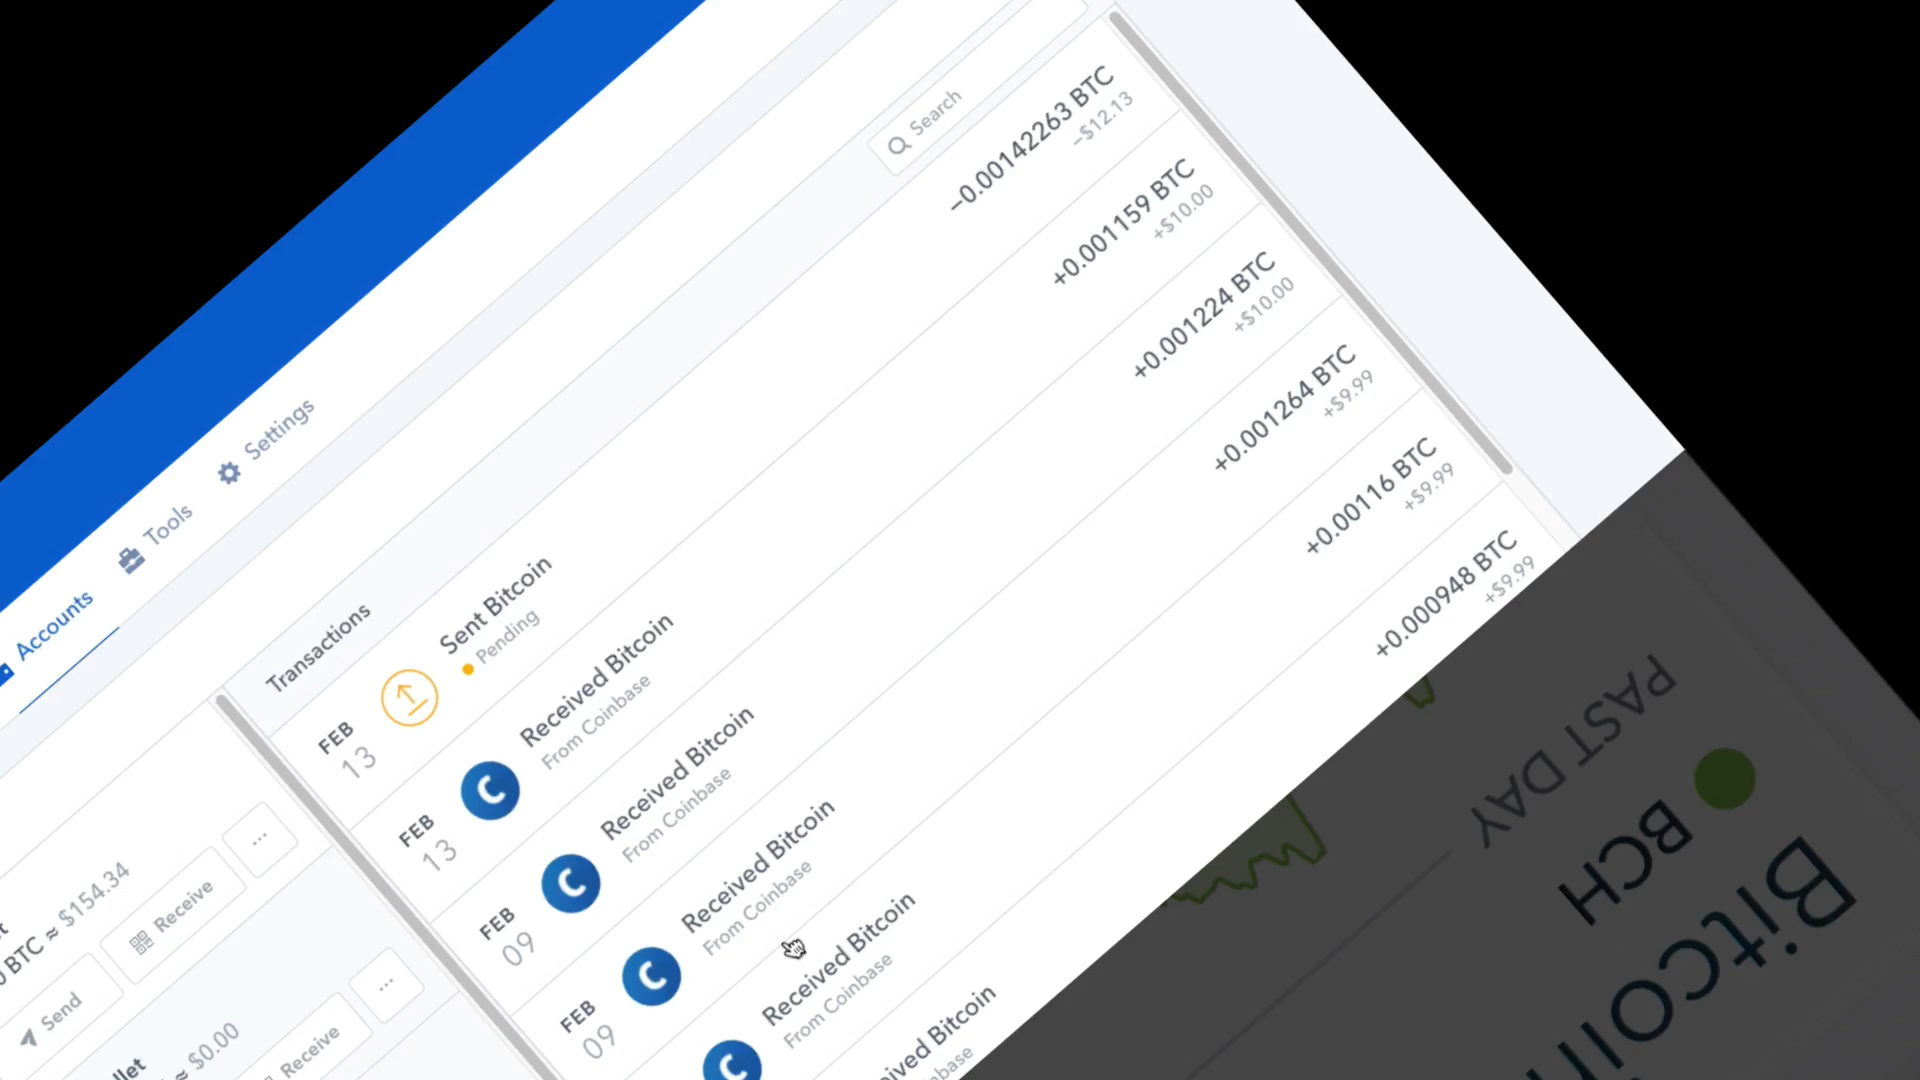 Accounts
Tools
Settings
Search
Transactions
FEB
13
Sent Bitcoin
Pending
−0.00142263 BTC
−$12.13
FEB
13
Received Bitcoin
From Coinbase
+0.001159 BTC
+$10.00
FEB
09
Received Bitcoin
From Coinbase
+0.001224 BTC
+$10.00
FEB
09
Received Bitcoin
From Coinbase
+0.001264 BTC
+$9.99
Received Bitcoin
From Coinbase
+0.00116 BTC
+$9.99
Bitcoin
+0.000948 BTC
+$9.99
BTC ≈ $154.34
Send
Receive
...
≈ $0.00
Receive
...
Bitcoin
BCH
PAST DAY